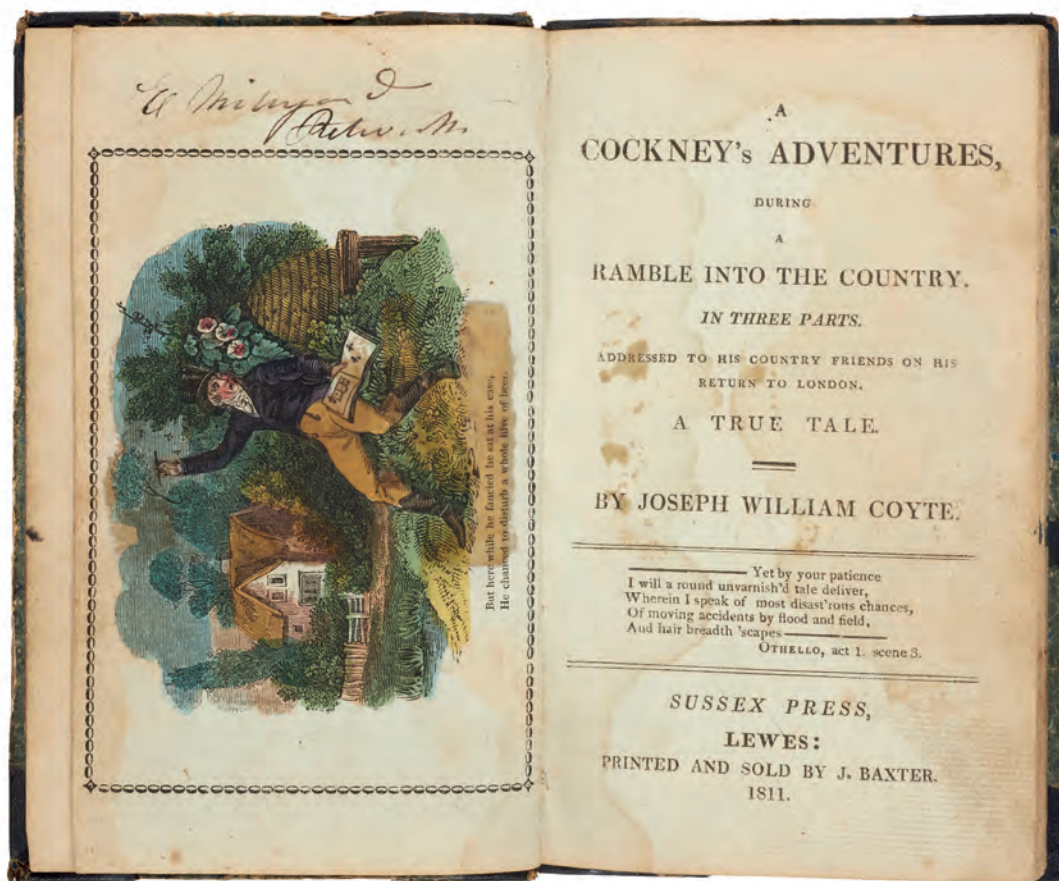 But here while he fancied he sat at his ease,
He chanced to disturb a whole hive of bees.
A
COCKNEY's ADVENTURES,
DURING
A
RAMBLE INTO THE COUNTRY.
IN THREE PARTS.
ADDRESSED TO HIS COUNTRY FRIENDS ON HIS
RETURN TO LONDON.
A TRUE TALE.
BY JOSEPH WILLIAM COYTE.
Yet by your patience
I will a round unvarnish'd tale deliver,
Wherein I speak of most disast'rous chances,
Of moving accidents by flood and field,
And hair breadth 'scapes
OTHELLO, act 1. scene 3.
SUSSEX PRESS,
LEWES:
PRINTED AND SOLD BY J. BAXTER.
1811.